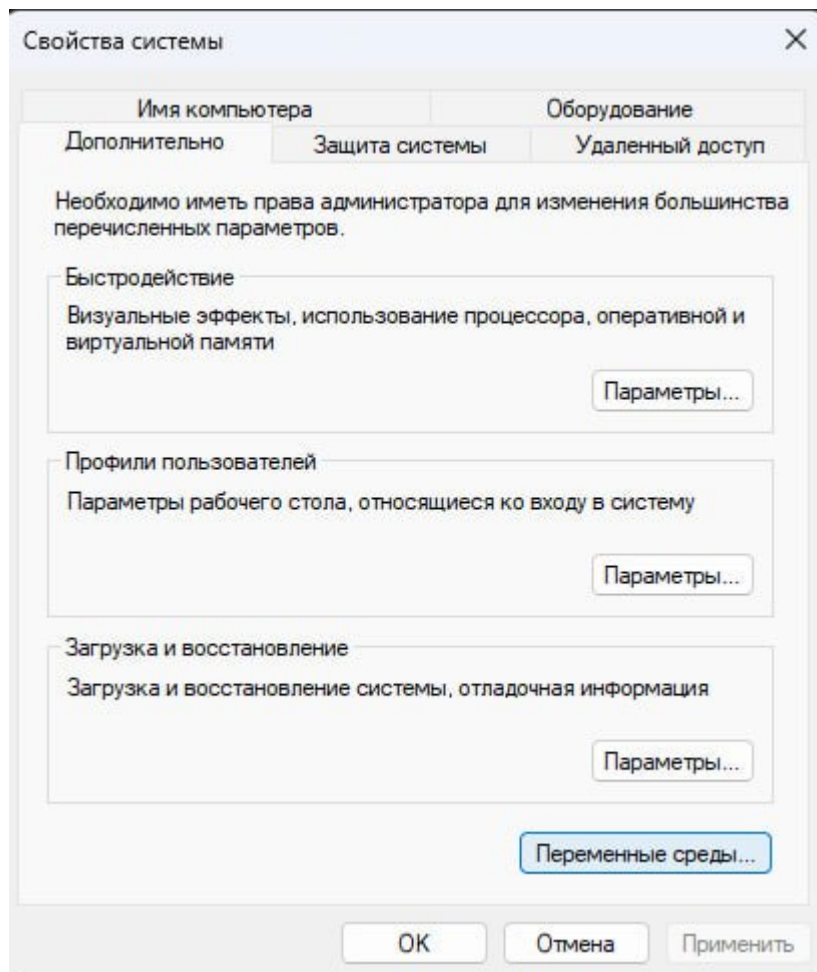 Свойства системы
Имя компьютера
Оборудование
Дополнительно
Защита системы
Удаленный доступ
Необходимо иметь права администратора для изменения большинства
перечисленных параметров.
Быстродействие
Визуальные эффекты, использование процессора, оперативной и
виртуальной памяти
Параметры...
Профили пользователей
Параметры рабочего стола, относящиеся ко входу в систему
Параметры...
Загрузка и восстановление
Загрузка и восстановление системы, отладочная информация
Параметры...
Переменные среды...
ОК
Отмена
Применить